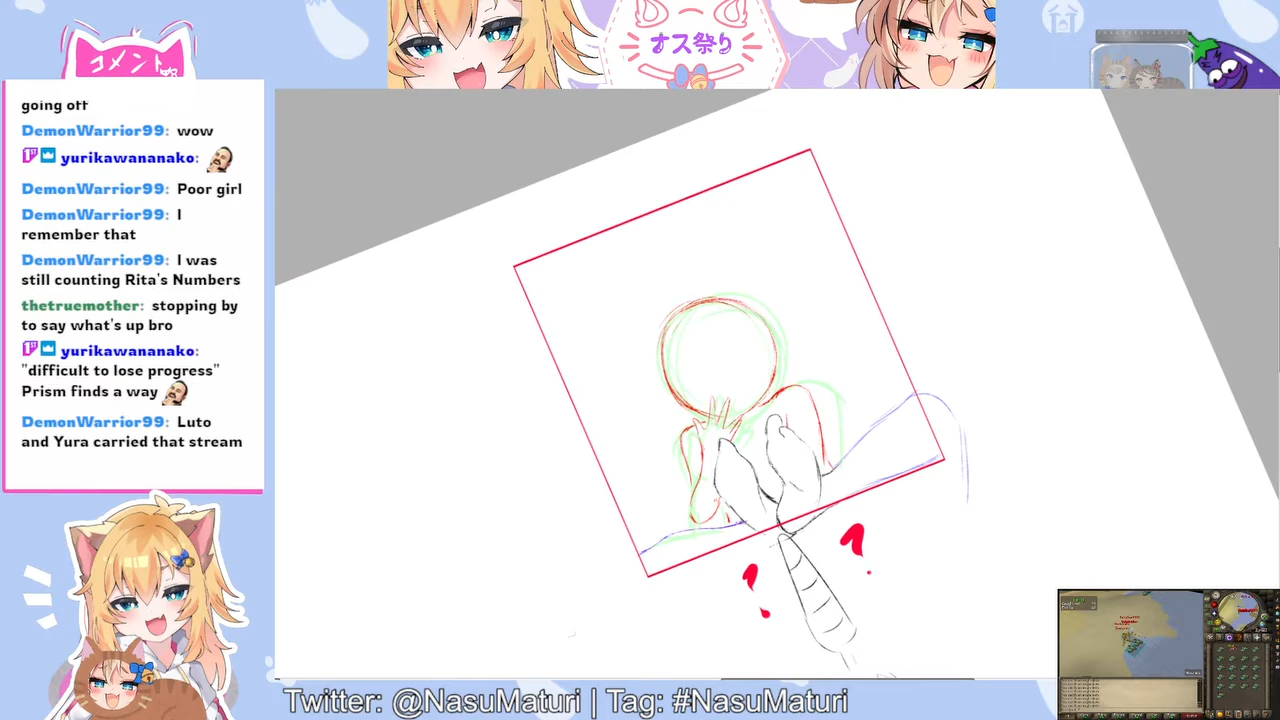 コメント
going off
DemonWarrior99: wow
yurikawananako:
DemonWarrior99: Poor girl
DemonWarrior99: I
remember that
DemonWarrior99: I was
still counting Rita's Numbers
thetruemother: stopping by
to say what's up bro
yurikawananako:
"difficult to lose progress"
Prism finds a way
DemonWarrior99: Luto
and Yura carried that stream
ナス祭り
Twitter: @NasuMaturi | Tag: #NasuMaturi